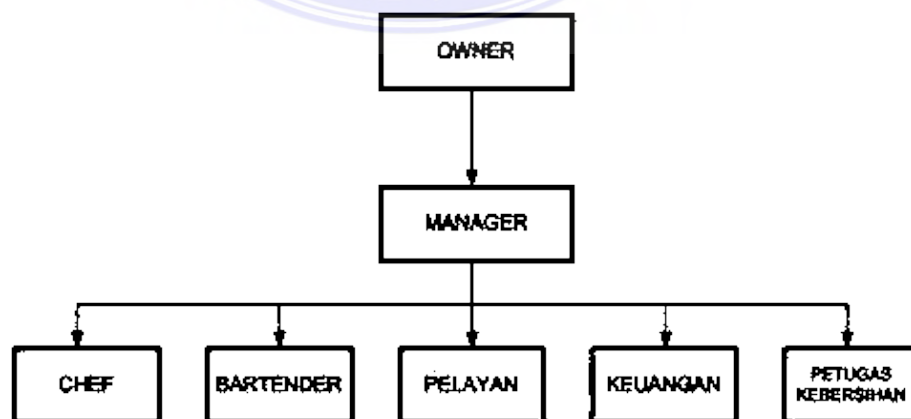 OWNER
MANAGER
CHEF
BARTENDER
PELAYAN
KEUANGAN
PETUGAS
KEBERSIHAN